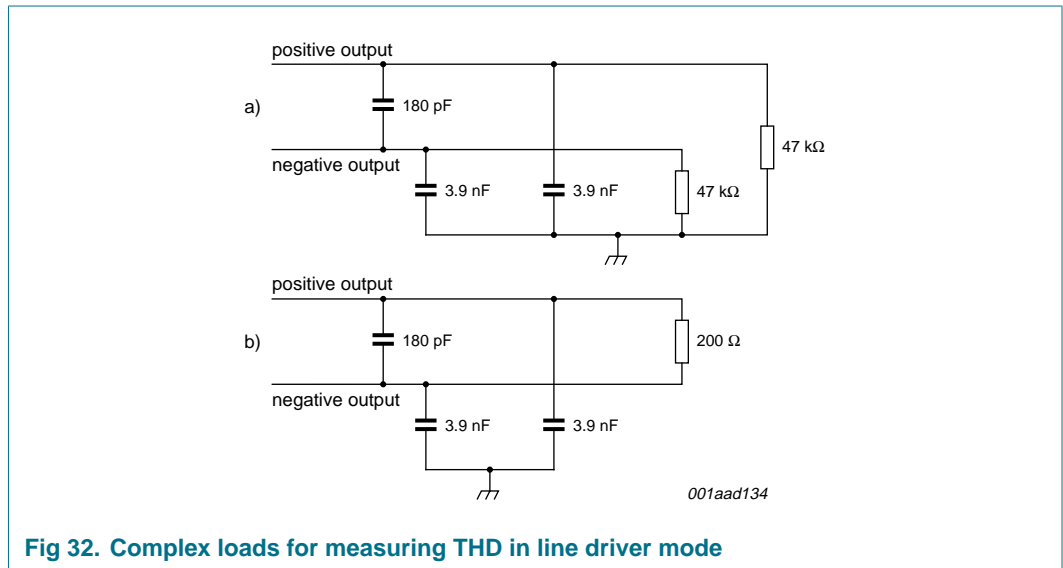 positive output
a)
180 pF
47 kΩ
negative output
3.9 nF
3.9 nF
47 kΩ
positive output
b)
180 pF
200 Ω
negative output
3.9 nF
3.9 nF
001aad134
Fig 32. Complex loads for measuring THD in line driver mode